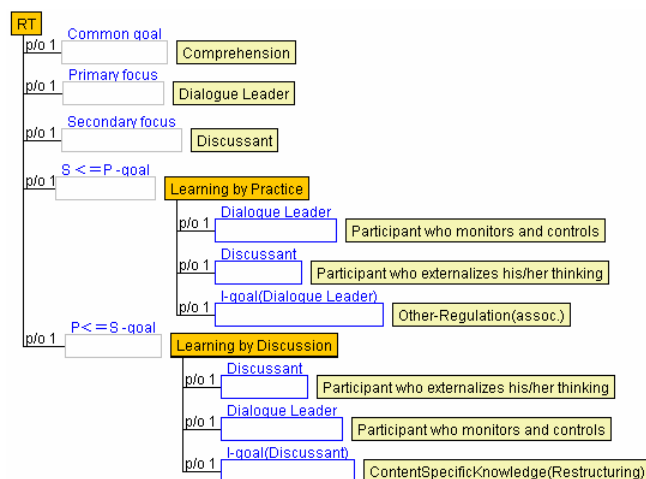 RT
Common goal
p/o 1
Comprehension
Primary focus
p/o 1
Dialogue Leader
Secondary focus
p/o 1
Discussant
S <=P -goal
p/o 1
Learning by Practice
Dialogue Leader
p/o 1
Participant who monitors and controls
Discussant
p/o 1
Participant who externalizes his/her thinking
I-goal(Dialogue Leader)
p/o 1
Other-Regulation(assoc.)
P<=S -goal
p/o 1
Learning by Discussion
Discussant
p/o 1
Participant who externalizes his/her thinking
Dialogue Leader
p/o 1
Participant who monitors and controls
I-goal(Discussant)
p/o 1
ContentSpecificKnowledge(Restructuring)